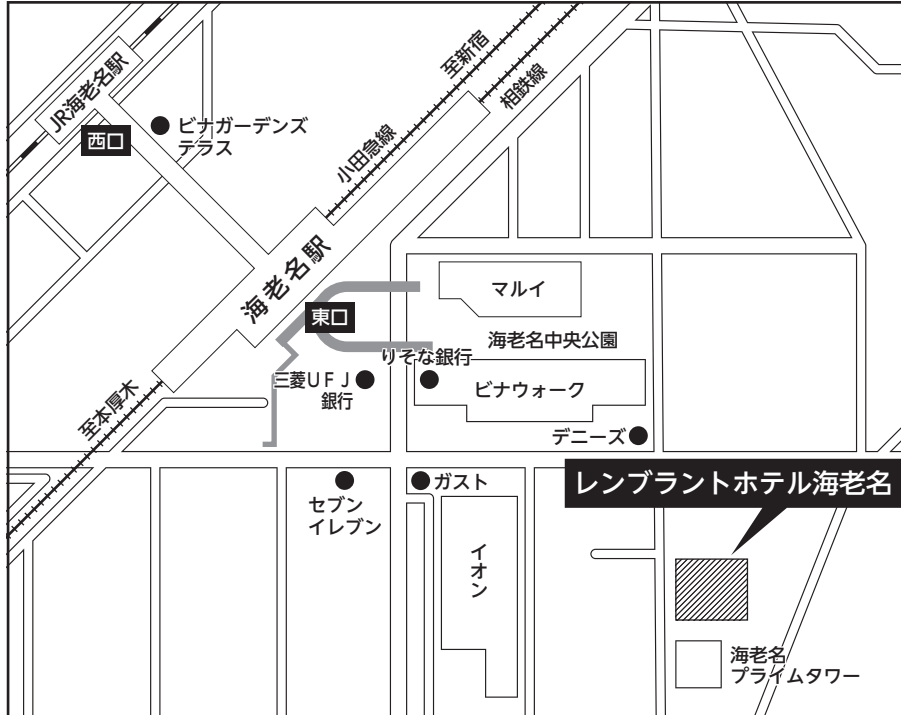 JR海老名駅
西口
ビナガーデンズ
テラス
至新宿
小田急線
相鉄線
海老名駅
東口
マルイ
海老名中央公園
りそな銀行
三菱UFJ
銀行
ビナウォーク
至本厚木
デニーズ
レンブラントホテル海老名
セブン
イレブン
ガスト
イオン
海老名
プライムタワー